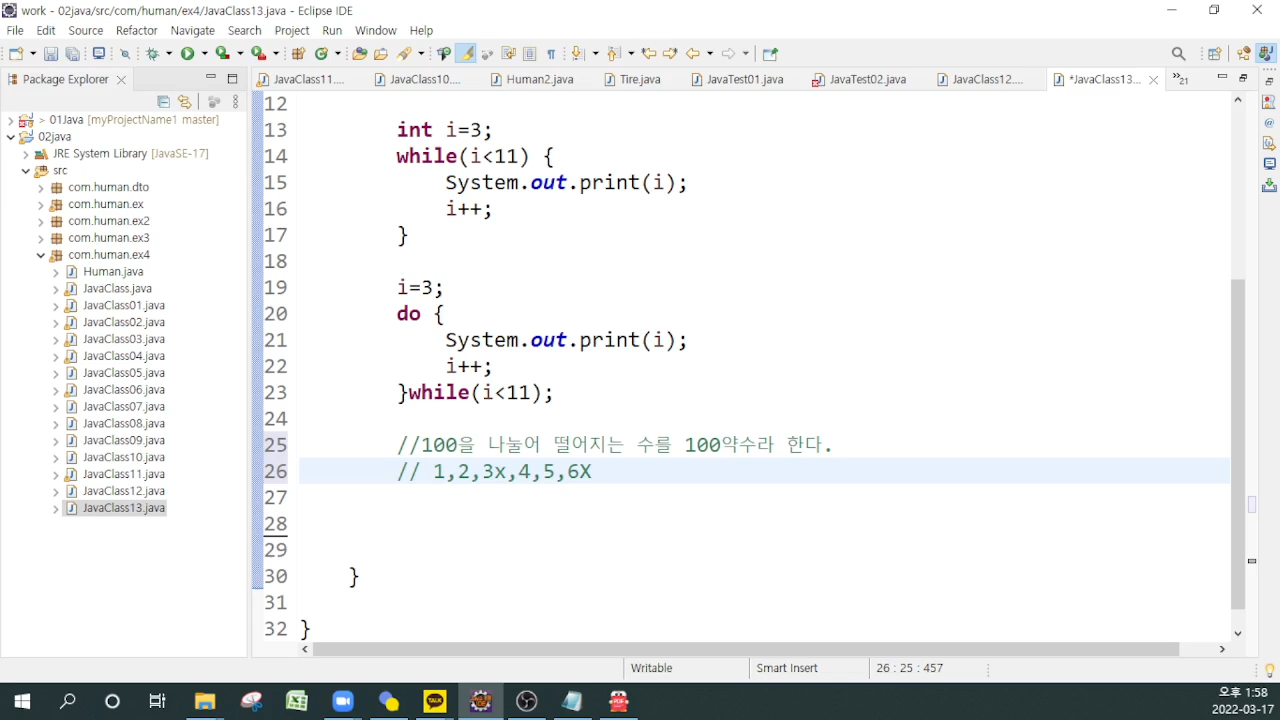 work - 02java/src/com/human/ex4/JavaClass13.java - Eclipse IDE
File Edit Source Refactor Navigate Search Project Run Window Help
Package Explorer
JavaClass11....
JavaClass10....
Human2.java
Tire.java
JavaTest01.java
JavaTest02.java
JavaClass12....
*JavaClass13...
21
> 01Java [myProjectName1 master]
02java
JRE System Library [JavaSE-17]
src
com.human.dto
com.human.ex
com.human.ex2
com.human.ex3
com.human.ex4
Human.java
JavaClass.java
JavaClass01.java
JavaClass02.java
JavaClass03.java
JavaClass04.java
JavaClass05.java
JavaClass06.java
JavaClass07.java
JavaClass08.java
JavaClass09.java
JavaClass10.java
JavaClass11.java
JavaClass12.java
JavaClass13.java
12
13 int i=3;
14 while(i<11) {
15 System.out.print(i);
16 i++;
17 }
18
19 i=3;
20 do {
21 System.out.print(i);
22 i++;
23 }while(i<11);
24
25 //100을 나눌어 떨어지는 수를 100약수라 한다.
26 // 1,2,3x,4,5,6X
27
28
29
30 }
31
32 }
Writable Smart Insert 26 : 25 : 457
TALK
PDF
오후 1:58
2022-03-17